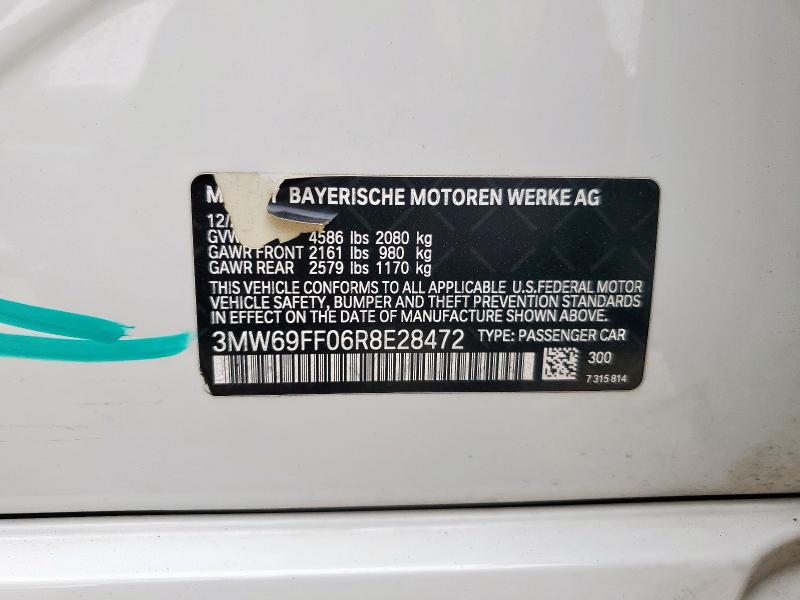 BAYERISCHE MOTOREN WERKE AG
12/
4586 lbs 2080 kg
GAWR FRONT 2161 lbs 980 kg
GAWR REAR 2579 lbs 1170 kg
THIS VEHICLE CONFORMS TO ALL APPLICABLE U.S.FEDERAL MOTOR
VEHICLE SAFETY, BUMPER AND THEFT PREVENTION STANDARDS
IN EFFECT ON THE DATE OF MANUFACTURE SHOWN ABOVE.
3MW69FF06R8E28472 TYPE: PASSENGER CAR
300
7 315 814